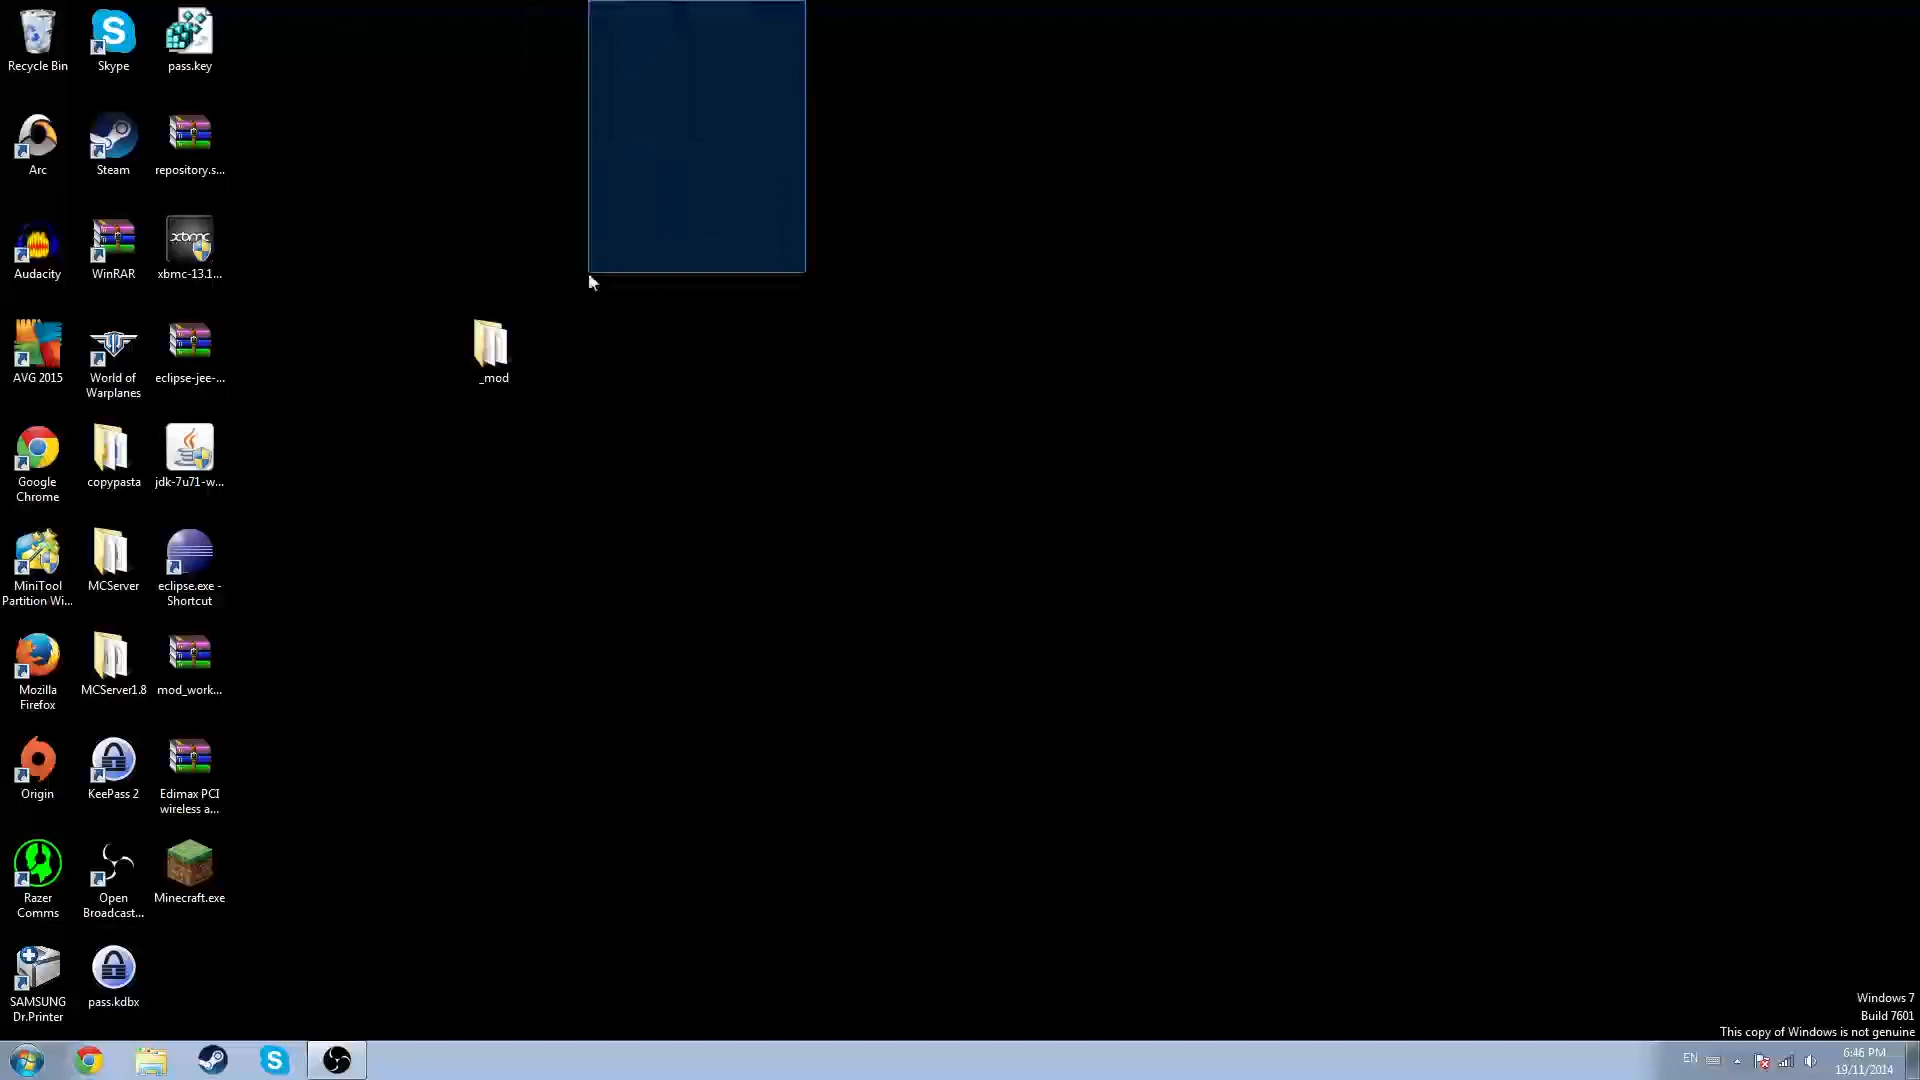 Recycle Bin
Skype
pass.key
Arc
Steam
repository.s...
Audacity
WinRAR
xbmc
xbmc-13.1...
AVG 2015
World of
Warplanes
eclipse-jee-...
_mod
Google
Chrome
copypasta
jdk-7u71-w...
MiniTool
Partition Wi...
MCServer
eclipse.exe -
Shortcut
Mozilla
Firefox
MCServer1.8
mod_work...
Origin
KeePass 2
Edimax PCI
wireless a...
Razer
Comms
Open
Broadcast...
Minecraft.exe
SAMSUNG
Dr.Printer
pass.kdbx
Windows 7
Build 7601
This copy of Windows is not genuine
EN
6:46 PM
19/11/2014